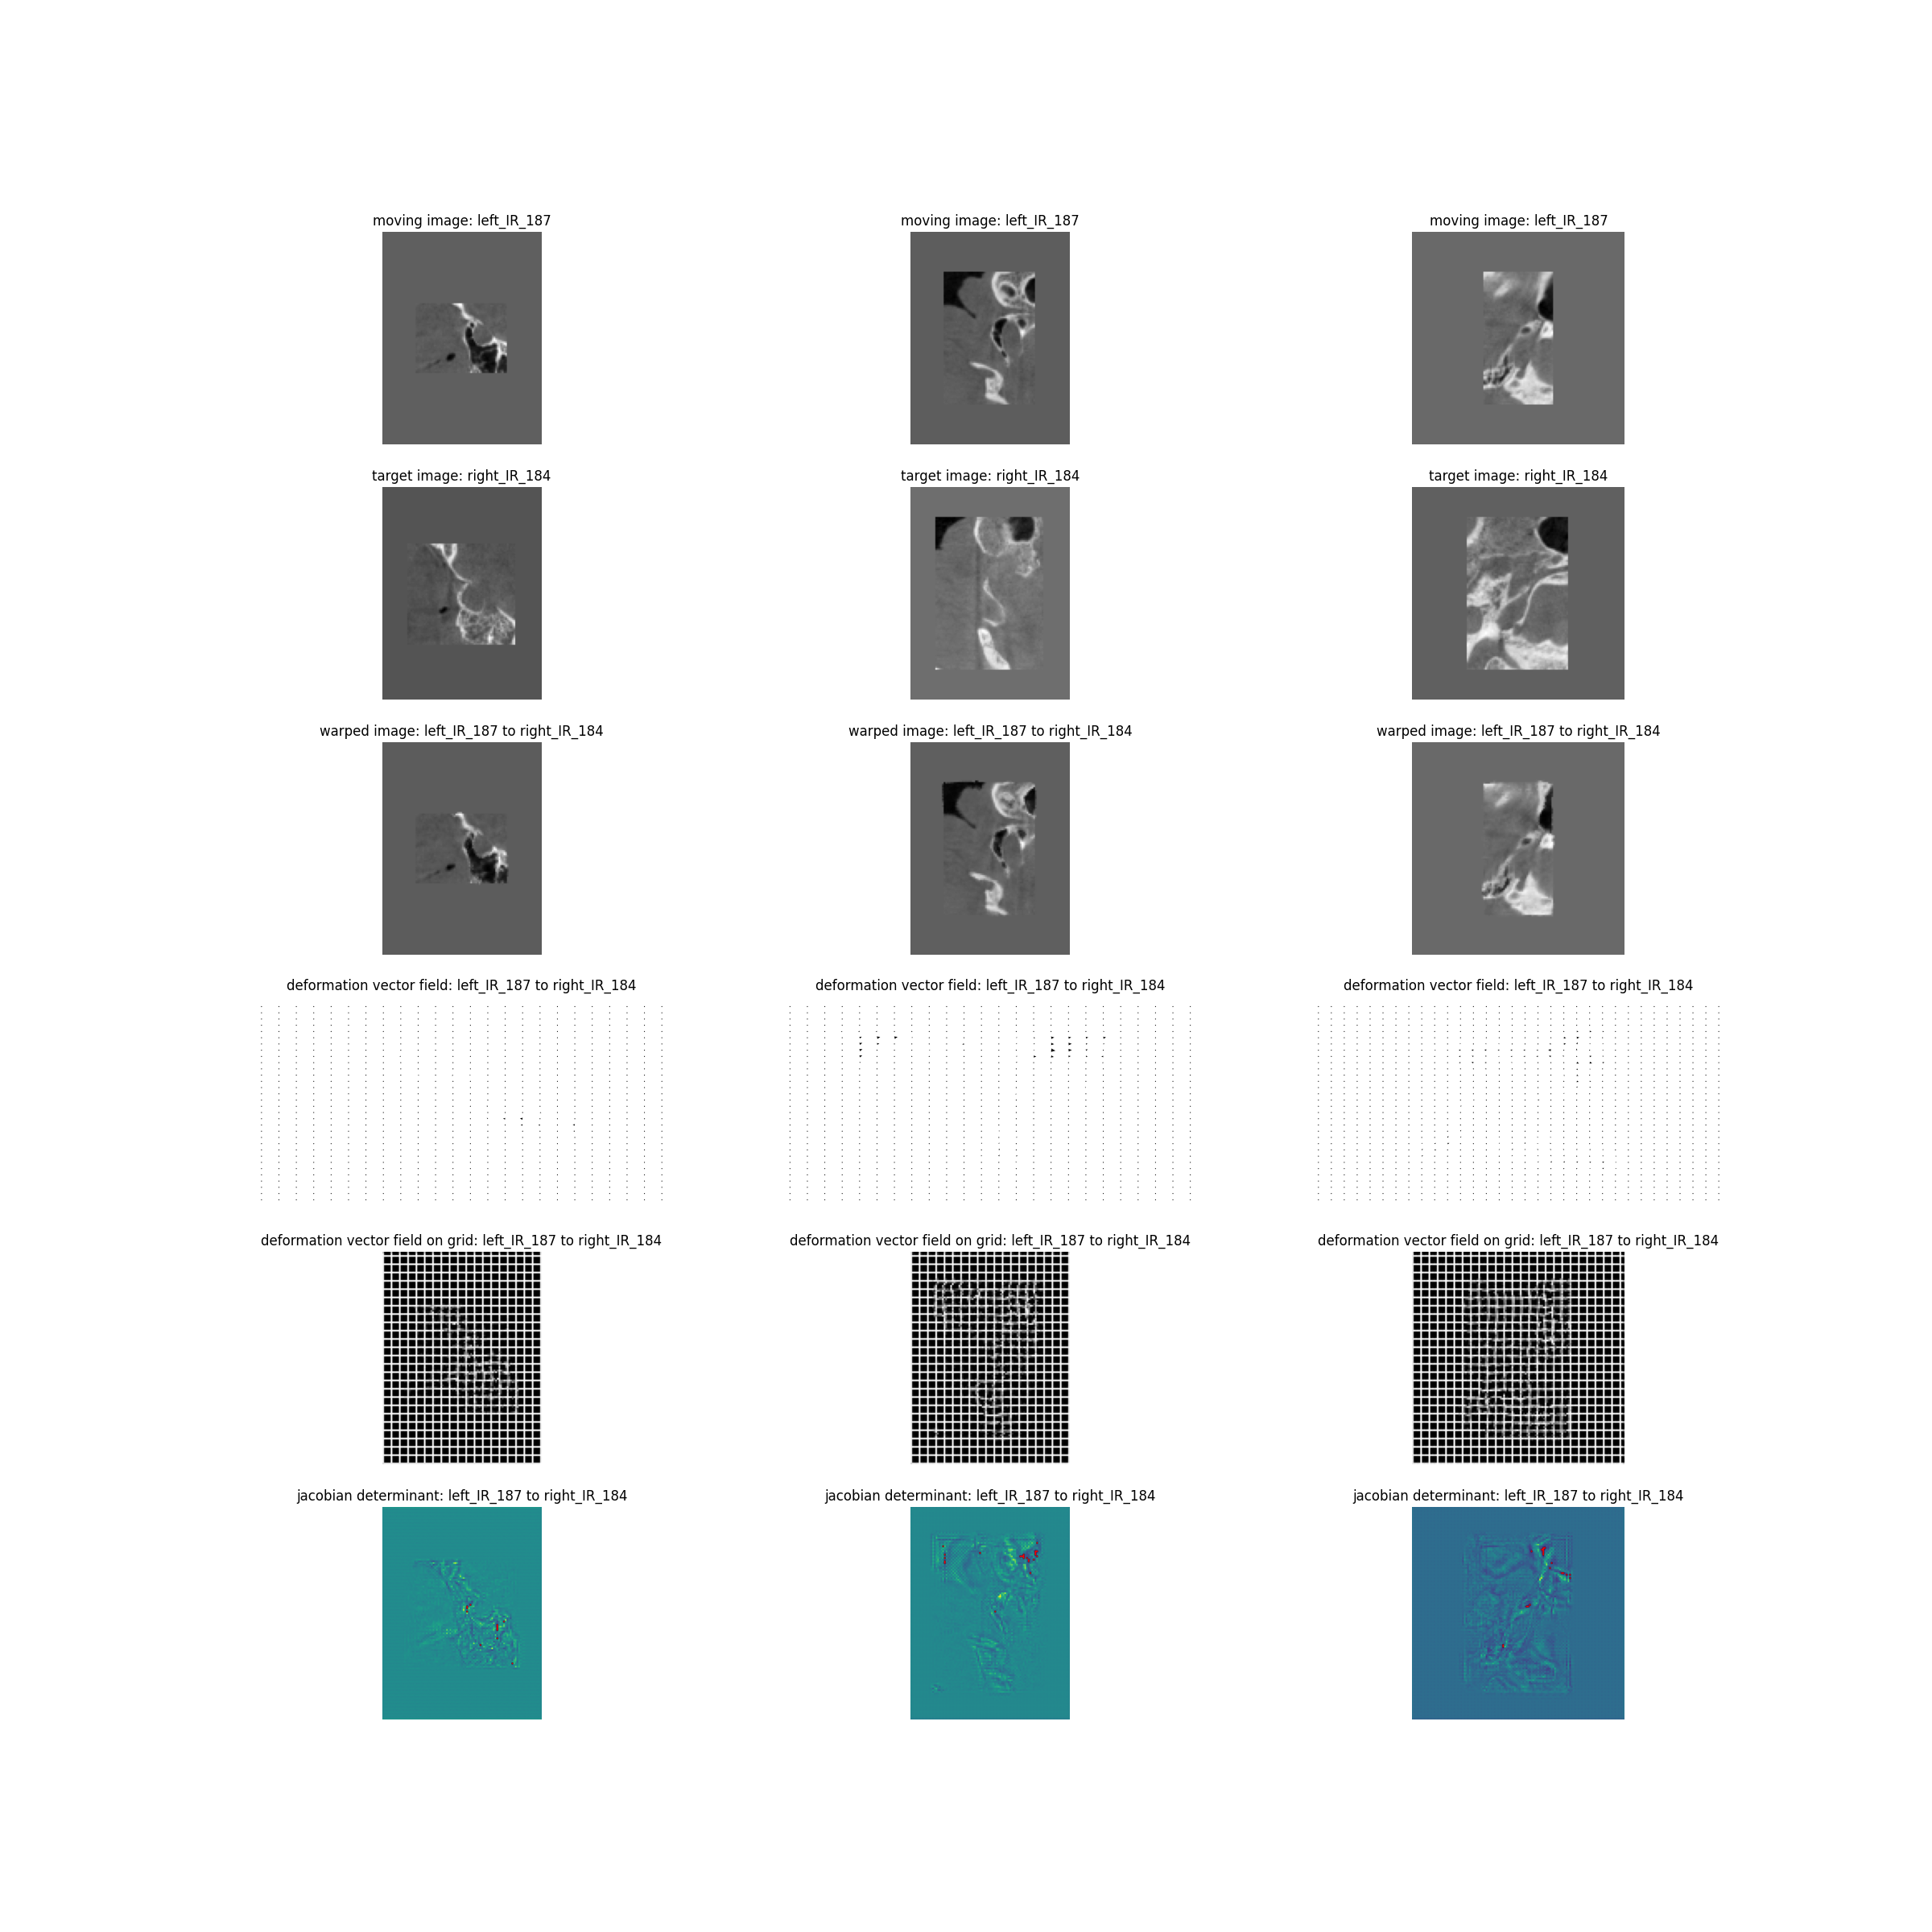 moving image: left_IR_187
moving image: left_IR_187
moving image: left_IR_187
target image: right_IR_184
target image: right_IR_184
target image: right_IR_184
warped image: left_IR_187 to right_IR_184
warped image: left_IR_187 to right_IR_184
warped image: left_IR_187 to right_IR_184
deformation vector field: left_IR_187 to right_IR_184
deformation vector field: left_IR_187 to right_IR_184
deformation vector field: left_IR_187 to right_IR_184
deformation vector field on grid: left_IR_187 to right_IR_184
deformation vector field on grid: left_IR_187 to right_IR_184
deformation vector field on grid: left_IR_187 to right_IR_184
jacobian determinant: left_IR_187 to right_IR_184
jacobian determinant: left_IR_187 to right_IR_184
jacobian determinant: left_IR_187 to right_IR_184